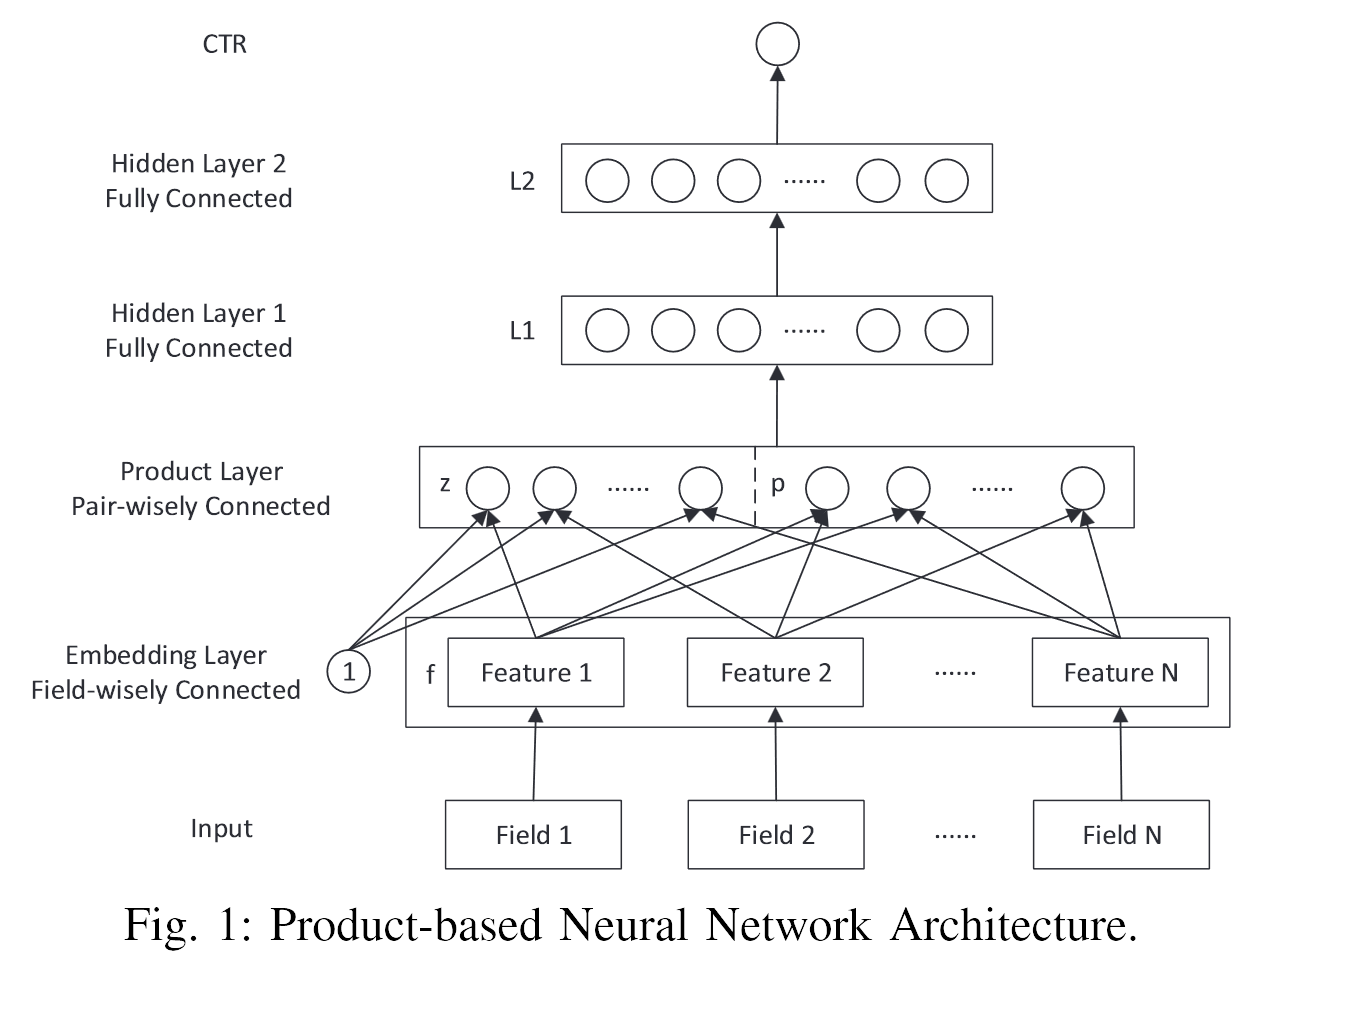 CTR
Hidden Layer 2
Fully Connected
L2
......
Hidden Layer 1
Fully Connected
L1
......
Product Layer
Pair-wisely Connected
z
......
p
......
Embedding Layer
Field-wisely Connected
1
f
Feature 1
Feature 2
......
Feature N
Input
Field 1
Field 2
......
Field N
Fig. 1: Product-based Neural Network Architecture.